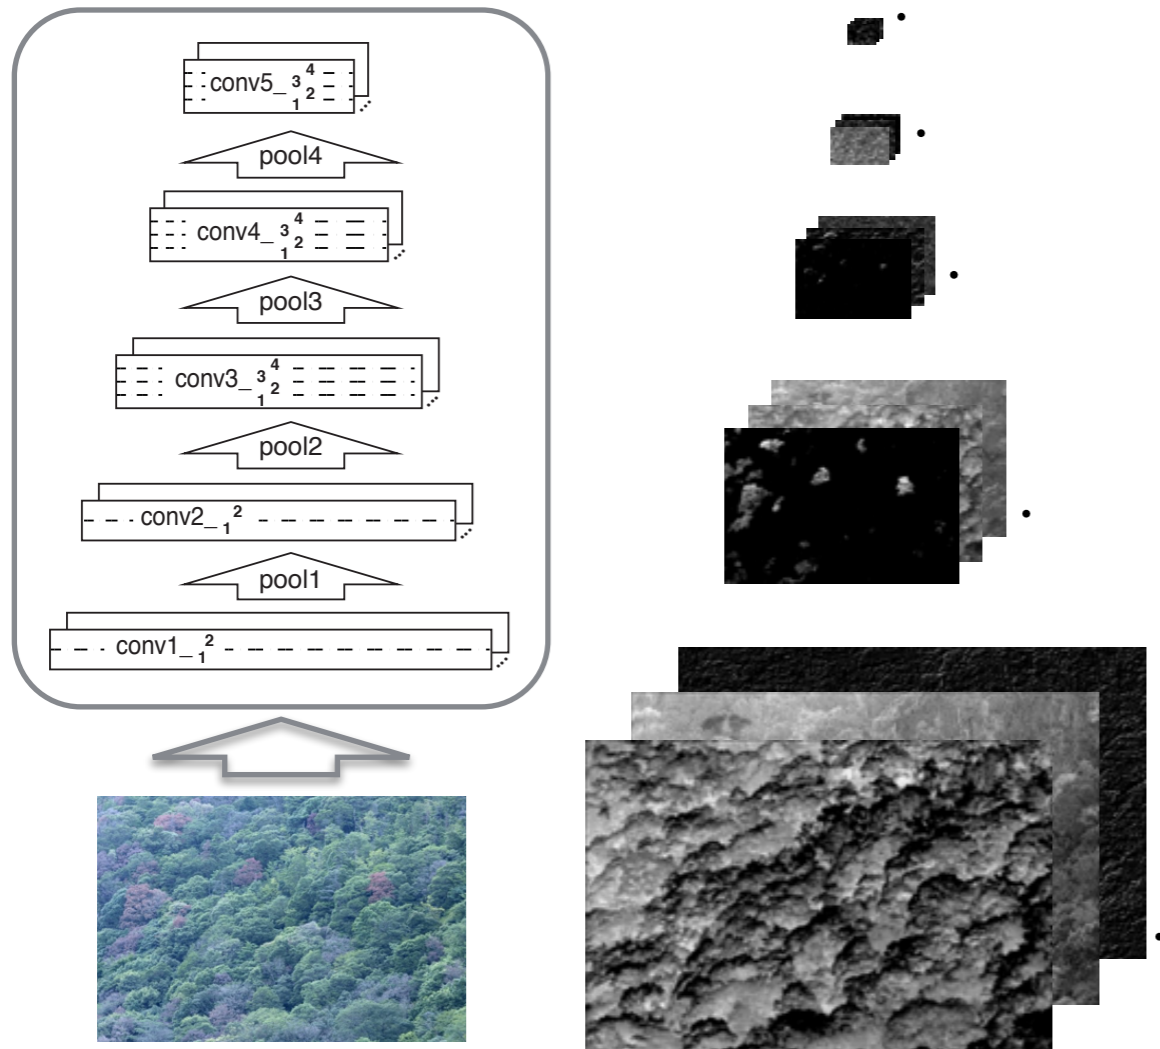 conv5_ 1 2 3 4
pool4
conv4_ 1 2 3 4
pool3
conv3_ 1 2 3 4
pool2
conv2_ 1 2
pool1
conv1_ 1 2